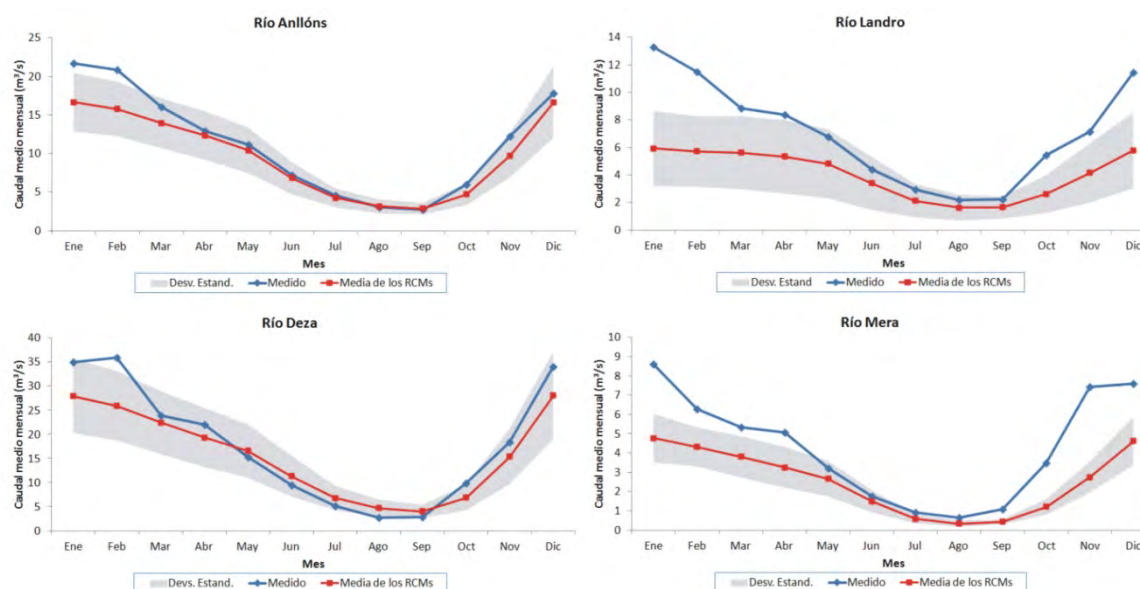 Río Anllóns
Caudal medio mensual (m³/s)
25
20
15
10
5
0
Ene Feb Mar Abr May Jun Jul Ago Sep Oct Nov Dic
Mes
Desv. Estand. Medido Media de los RCMs
Río Landro
Caudal medio mensual (m³/s)
14
12
10
8
6
4
2
0
Ene Feb Mar Abr May Jun Jul Ago Sep Oct Nov Dic
Mes
Desv. Estand Medido Media de los RCMs
Río Deza
Caudal medio mensual (m³/s)
40
35
30
25
20
15
10
5
0
Ene Feb Mar Abr May Jun Jul Ago Sep Oct Nov Dic
Mes
Devs. Estand. Medido Media de los RCMs
Río Mera
Caudal medio mensual (m³/s)
10
9
8
7
6
5
4
3
2
1
0
Ene Feb Mar Abr May Jun Jul Ago Sep Oct Nov Dic
Mes
Desv. Estand. Medido Media de los RCMs